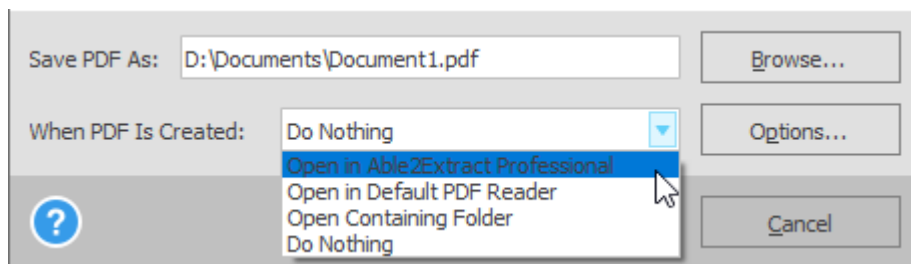 Save PDF As: D:\Documents\Document1.pdf Browse...
When PDF Is Created: Do Nothing Options...
Open in Able2Extract Professional
Open in Default PDF Reader
Open Containing Folder
Do Nothing
? Cancel